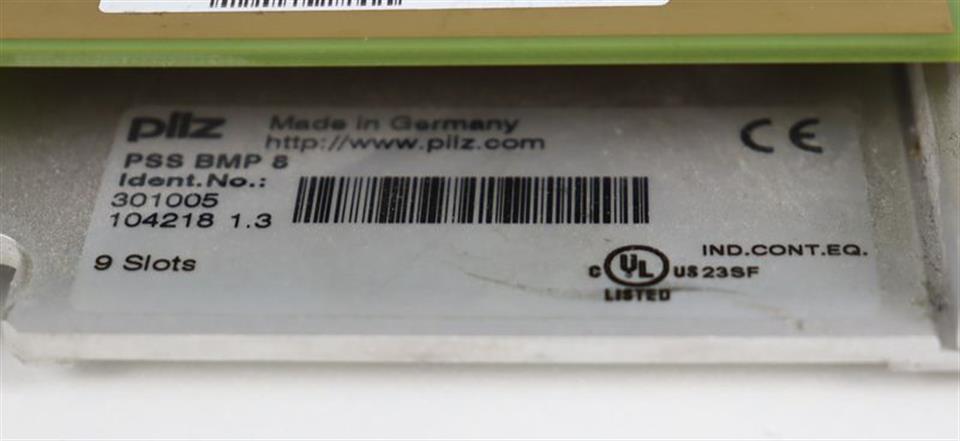 pilz Made in Germany
http://www.pilz.com
CE
PSS BMP 8
Ident.No.:
301005
104218 1.3
9 Slots
IND.CONT.EQ.
C UL US 23SF
LISTED